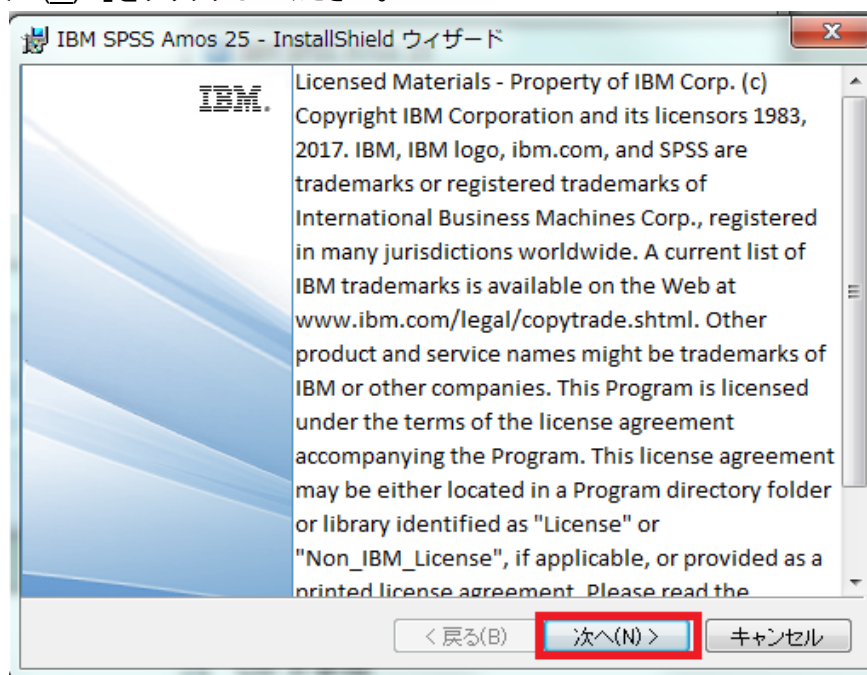 IBM SPSS Amos 25 - InstallShield ウィザード
IBM.
Licensed Materials - Property of IBM Corp. (c)
Copyright IBM Corporation and its licensors 1983,
2017. IBM, IBM logo, ibm.com, and SPSS are
trademarks or registered trademarks of
International Business Machines Corp., registered
in many jurisdictions worldwide. A current list of
IBM trademarks is available on the Web at
www.ibm.com/legal/copytrade.shtml. Other
product and service names might be trademarks of
IBM or other companies. This Program is licensed
under the terms of the license agreement
accompanying the Program. This license agreement
may be either located in a Program directory folder
or library identified as "License" or
"Non_IBM_License", if applicable, or provided as a
printed license agreement. Please read the
< 戻る(B)
次へ(N) >
キャンセル